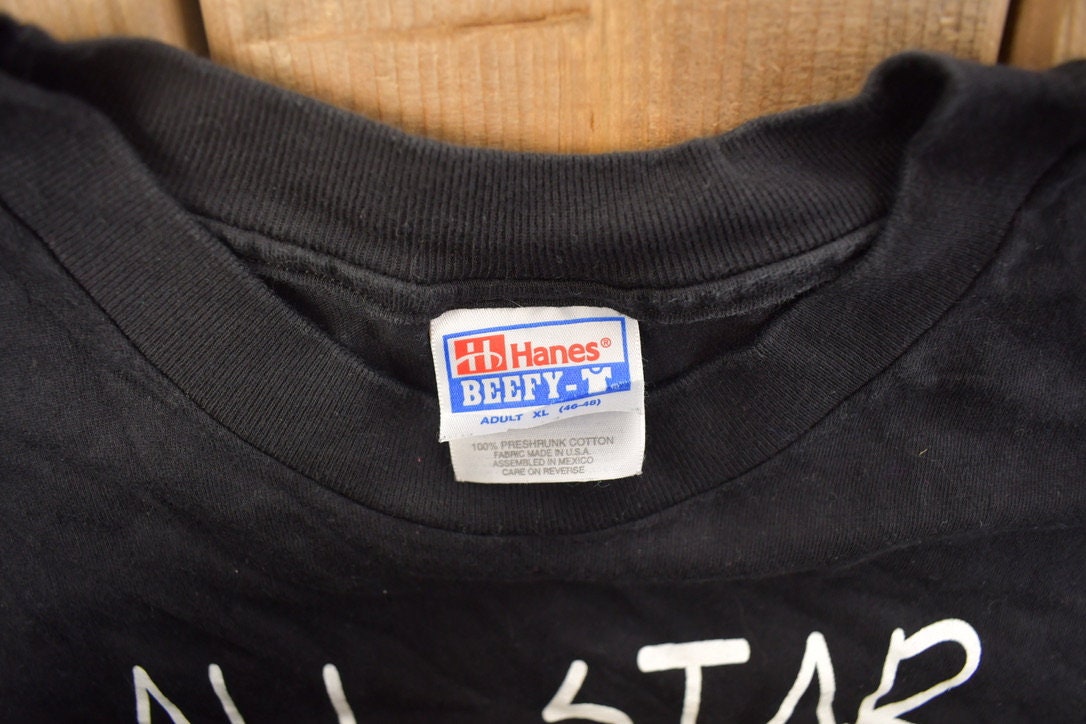 Hanes®
BEEFY-T
ADULT XL (46-48)
100% PRESHRUNK COTTON
FABRIC MADE IN U.S.A.
ASSEMBLED IN MEXICO
CARE ON REVERSE
STAR